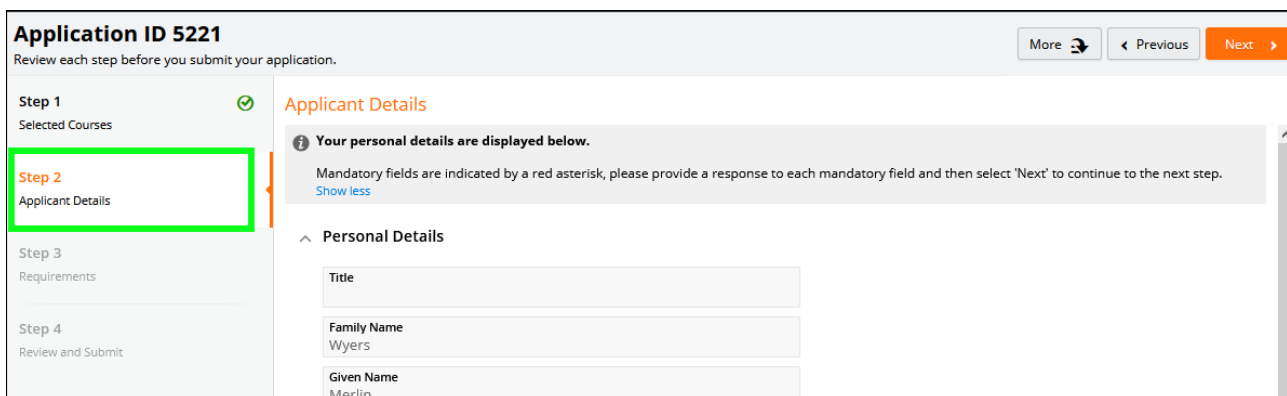 Application ID 5221
Review each step before you submit your application.
More
Previous
Next
Step 1
Selected Courses
Step 2
Applicant Details
Step 3
Requirements
Step 4
Review and Submit
Applicant Details
Your personal details are displayed below.
Mandatory fields are indicated by a red asterisk, please provide a response to each mandatory field and then select 'Next' to continue to the next step.
Show less
Personal Details
Title
Family Name
Wyers
Given Name
Merlin